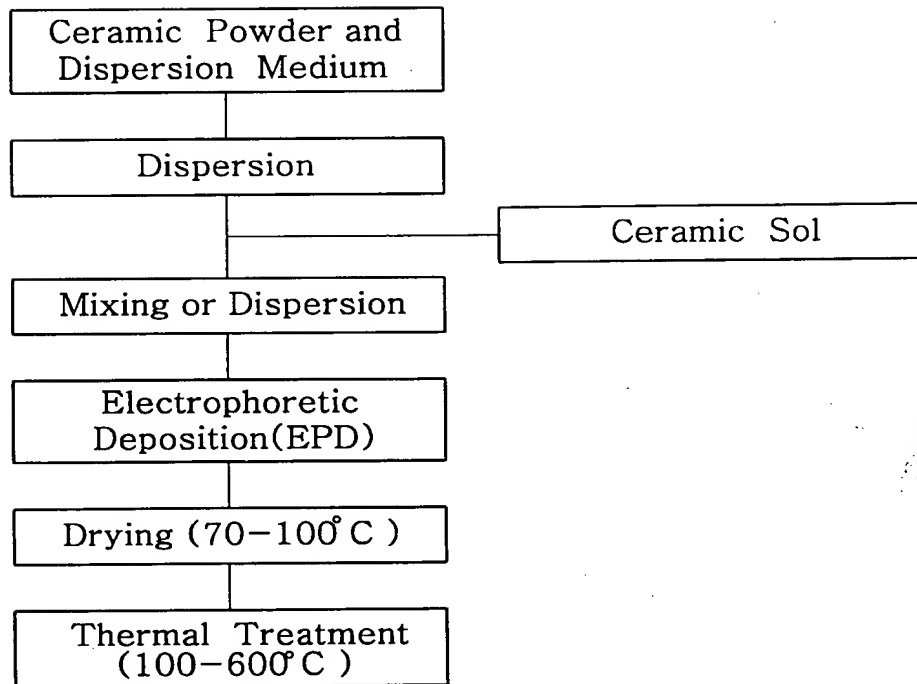 Ceramic Powder and
Dispersion Medium
Dispersion
Ceramic Sol
Mixing or Dispersion
Electrophoretic
Deposition(EPD)
Drying (70-100°C)
Thermal Treatment
(100-600°C)